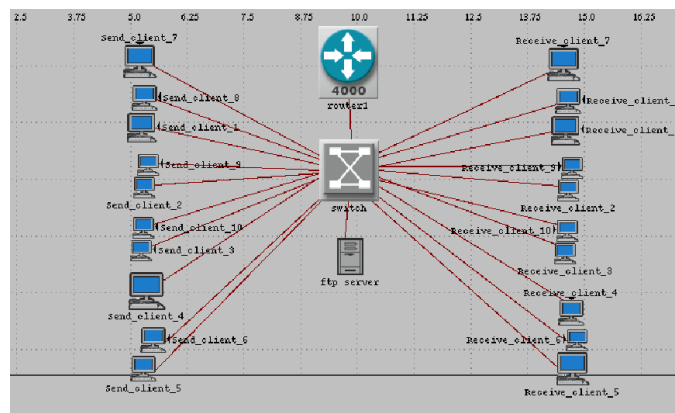 2.5 3.75 5.0 6.25 7.5 8.75 10.0 11.25 12.5 13.75 15.0 16.25
Send_client_7
Receive_client_7
4000
router1
Send_client_8
Receive_client_
Send_client_1
Receive_client_
Send_client_9
Receive_client_9
Send_client_2
switch
Receive_client_2
Send_client_10
Receive_client_10
Send_client_3
Receive_client_3
ftp server
Receive_client_4
Send_client_4
Send_client_6
Receive_client_6
Send_client_5
Receive_client_5